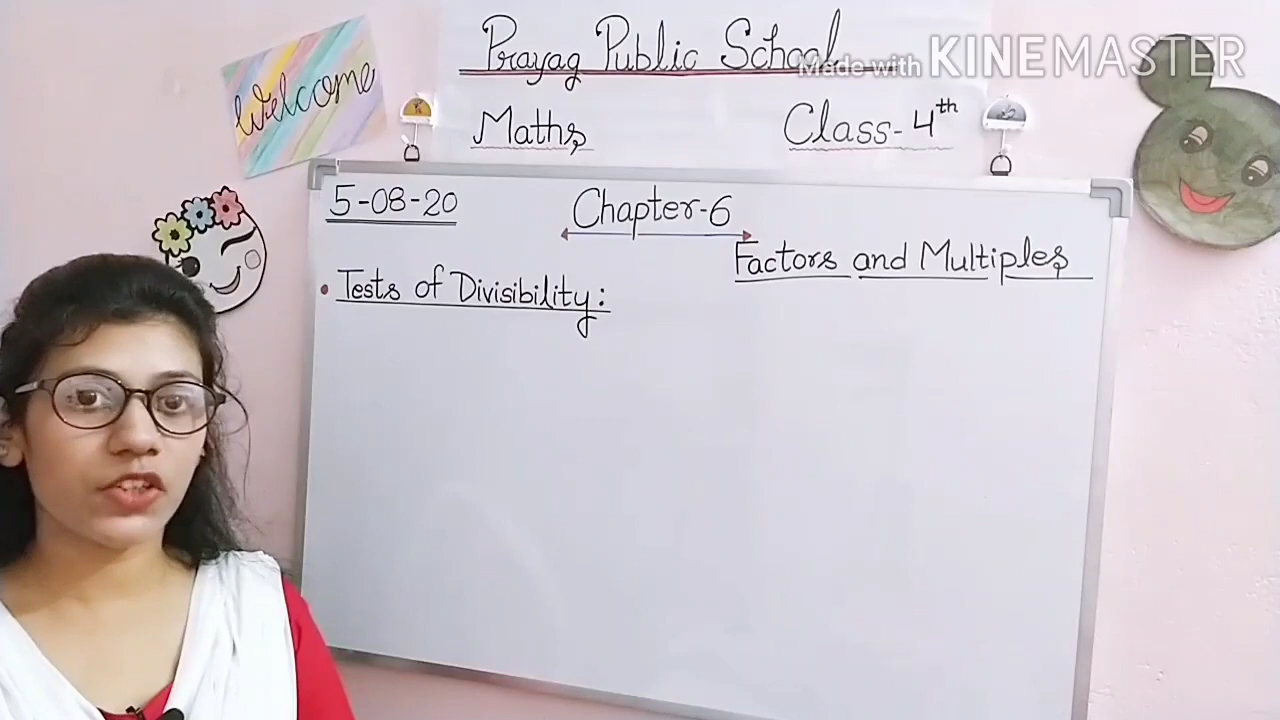 Welcome
Prayag Public School
Made with KINEMASTER
Maths
Class-4th
5-08-20
Chapter-6
Factors and Multiples
• Tests of Divisibility: